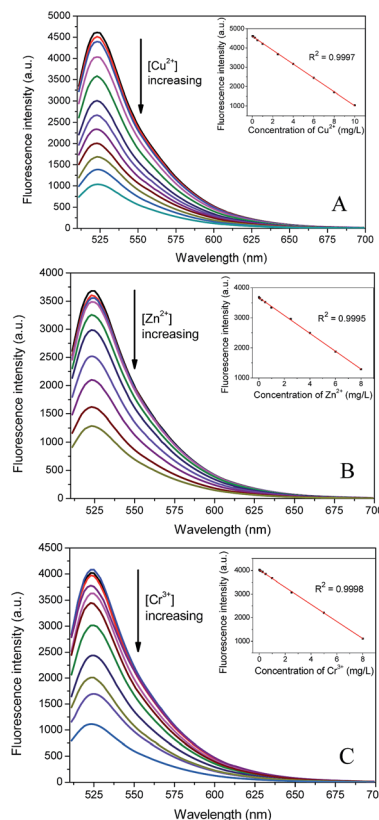 5000
4500
4000
3500
3000
2500
2000
1500
1000
500
0
Fluorescence intensity (a.u.)
[Cu2+]
increasing
5000
4000
3000
2000
1000
Fluorescence intensity (a.u.)
R2 = 0.9997
0 2 4 6 8 10
Concentration of Cu2+ (mg/L)
A
525 550 575 600 625 650 675 700
Wavelength (nm)
4000
3500
3000
2500
2000
1500
1000
500
0
Fluorescence intensity (a.u.)
[Zn2+]
increasing
4000
3000
2000
1000
Fluorescence intensity (a.u.)
R2 = 0.9995
0 2 4 6 8
Concentration of Zn2+ (mg/L)
B
525 550 575 600 625 650 675 700
Wavelength (nm)
4500
4000
3500
3000
2500
2000
1500
1000
500
0
Fluorescence intensity (a.u.)
[Cr3+]
increasing
4000
3000
2000
1000
Fluorescence intensity (a.u.)
R2 = 0.9998
0 2 4 6 8
Concentration of Cr3+ (mg/L)
C
525 550 575 600 625 650 675 70
Wavelength (nm)